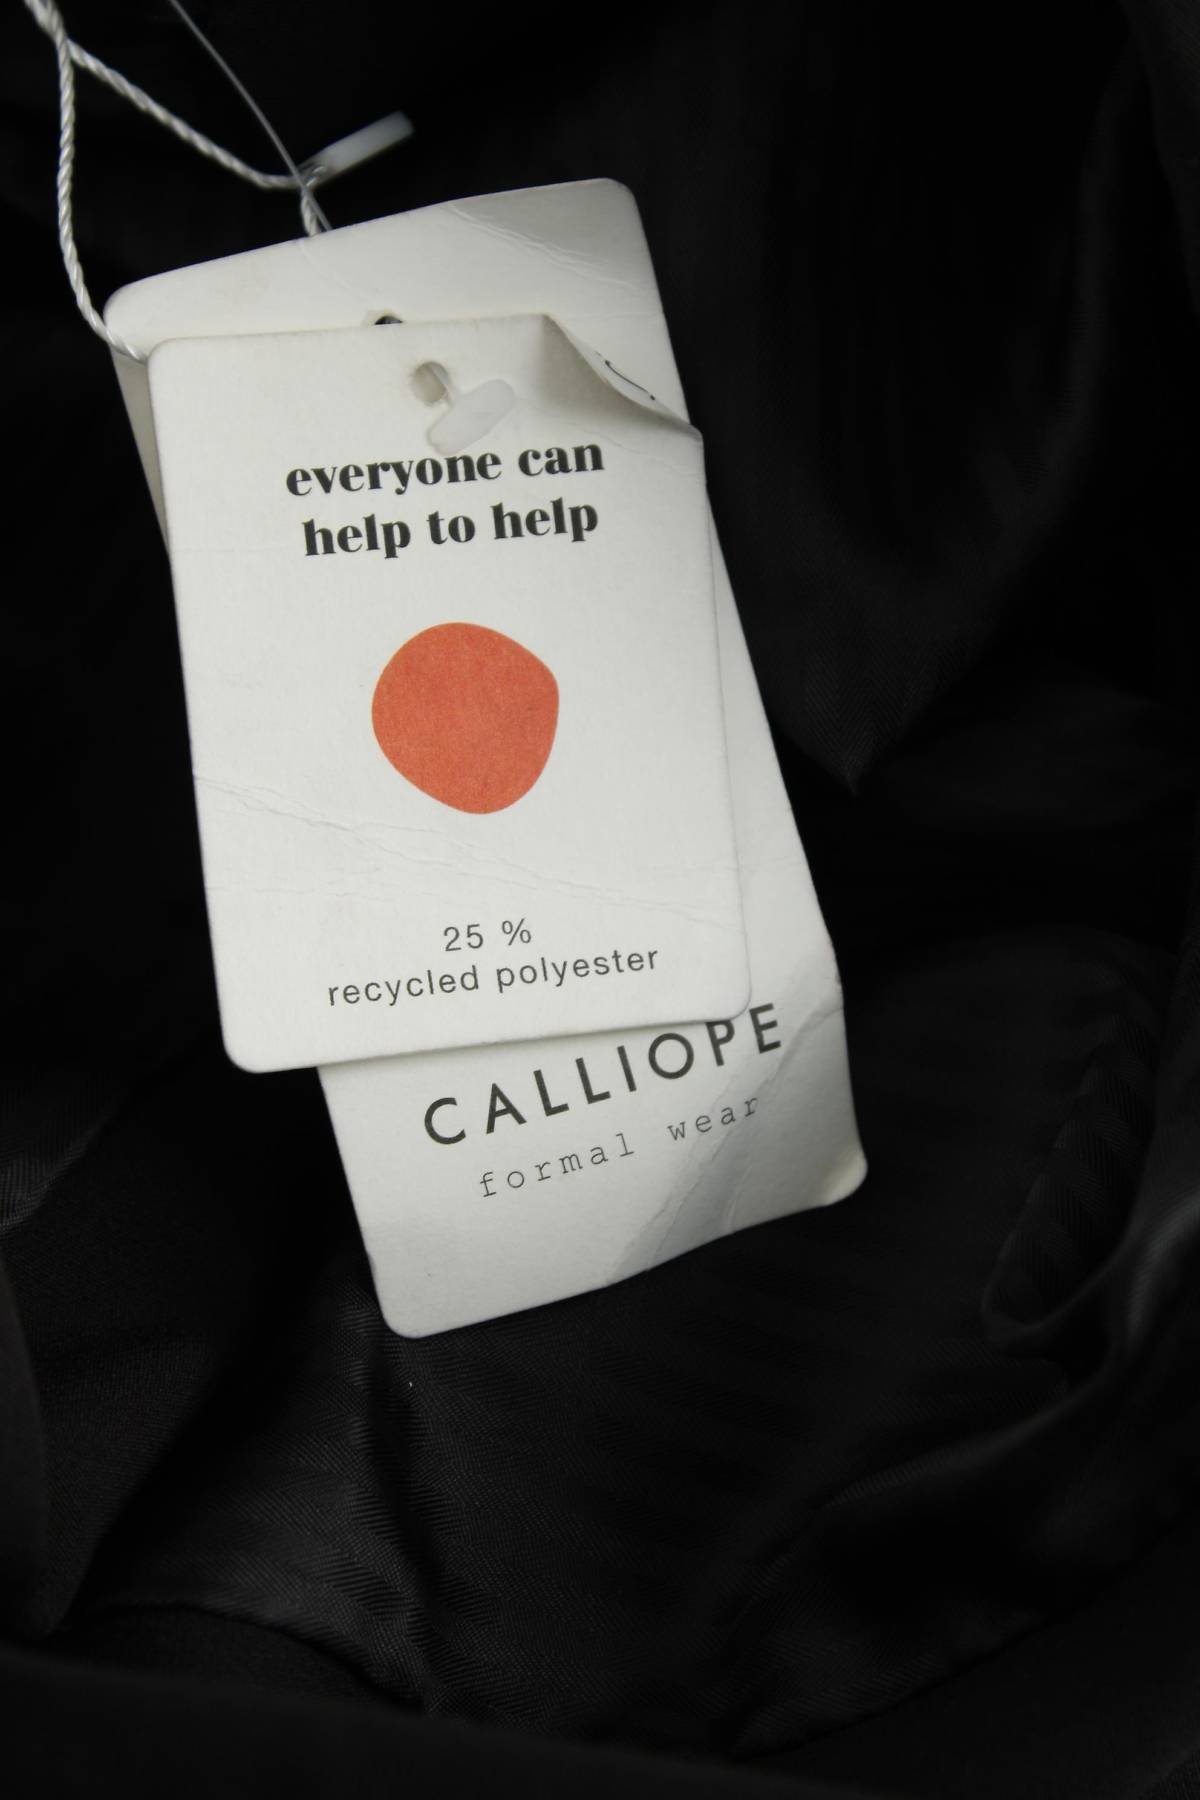 everyone can
help to help
25 %
recycled polyester
CALLIOPE
formal wear